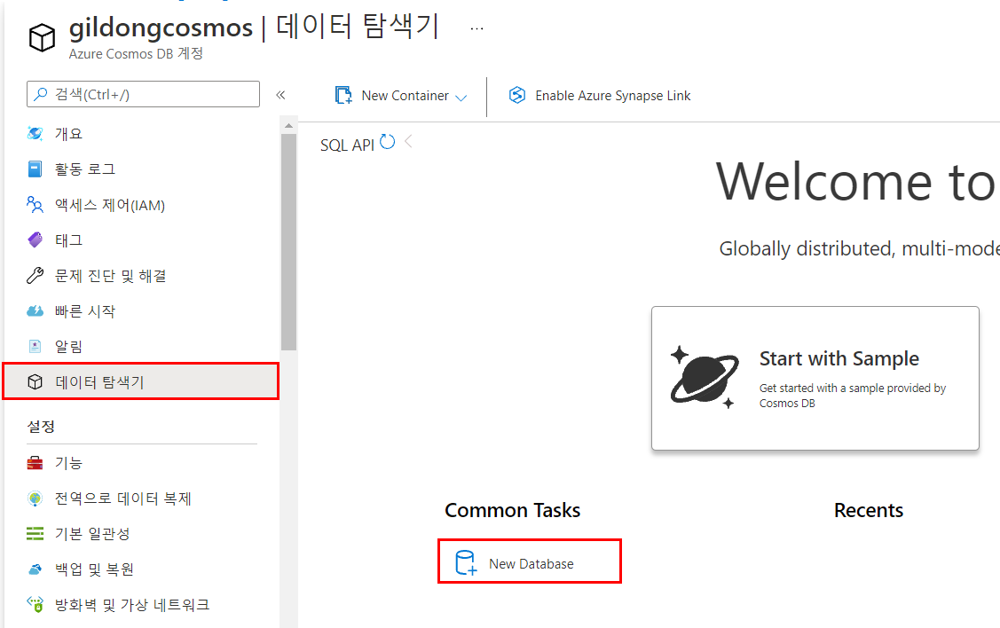 gildongcosmos | 데이터 탐색기 ...
Azure Cosmos DB 계정
검색(Ctrl+/)
«
New Container
Enable Azure Synapse Link
개요
활동 로그
액세스 제어(IAM)
태그
문제 진단 및 해결
빠른 시작
알림
데이터 탐색기
설정
기능
전역으로 데이터 복제
기본 일관성
백업 및 복원
방화벽 및 가상 네트워크
SQL API
Welcome to
Globally distributed, multi-mode
Start with Sample
Get started with a sample provided by
Cosmos DB
Common Tasks
New Database
Recents